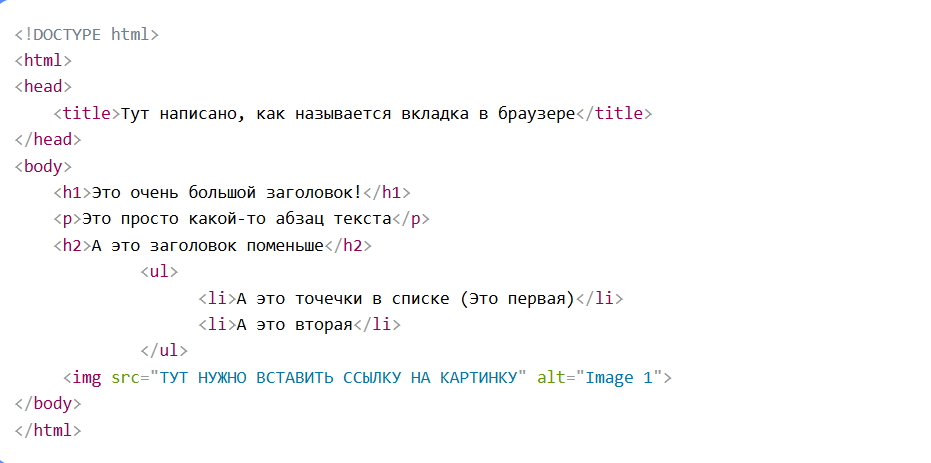 <!DOCTYPE html>
<html>
<head>
    <title>Тут написано, как называется вкладка в браузере</title>
</head>
<body>
    <h1>Это очень большой заголовок!</h1>
    <p>Это просто какой-то абзац текста</p>
    <h2>А это заголовок поменьше</h2>
             <ul>
                   <li>А это точечки в списке (Это первая)</li>
                   <li>А это вторая</li>
             </ul>
     <img src="ТУТ НУЖНО ВСТАВИТЬ ССЫЛКУ НА КАРТИНКУ" alt="Image 1">
</body>
</html>